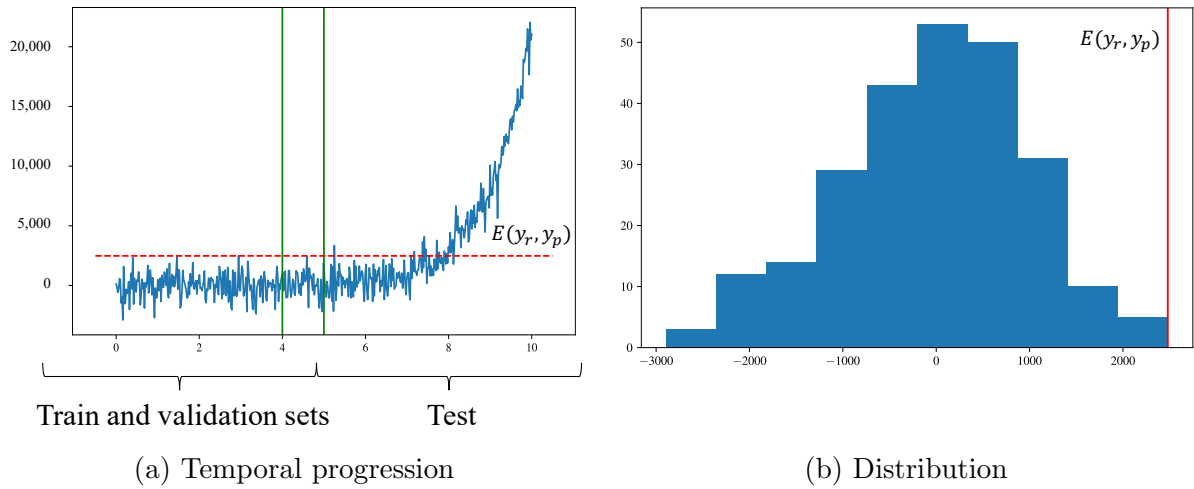 20,000
15,000
10,000
5,000
0
E(y_r, y_p)
0 2 4 6 8 10
Train and validation sets Test
(a) Temporal progression
E(y_r, y_p)
50
40
30
20
10
0
−3000 −2000 −1000 0 1000 2000
(b) Distribution